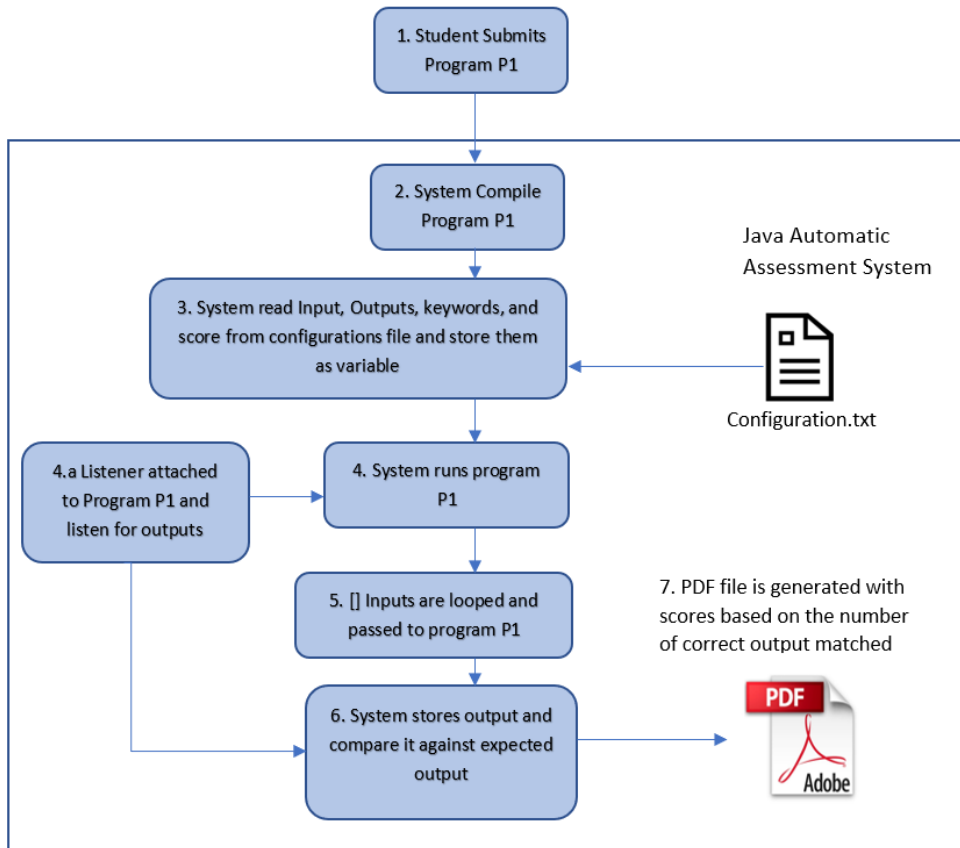 1. Student Submits
Program P1
2. System Compile
Program P1
Java Automatic
Assessment System
3. System read Input, Outputs, keywords, and
score from configurations file and store them
as variable
Configuration.txt
4.a Listener attached
to Program P1 and
listen for outputs
4. System runs program
P1
5. [] Inputs are looped and
passed to program P1
7. PDF file is generated with
scores based on the number
of correct output matched
6. System stores output and
compare it against expected
output
PDF
Adobe